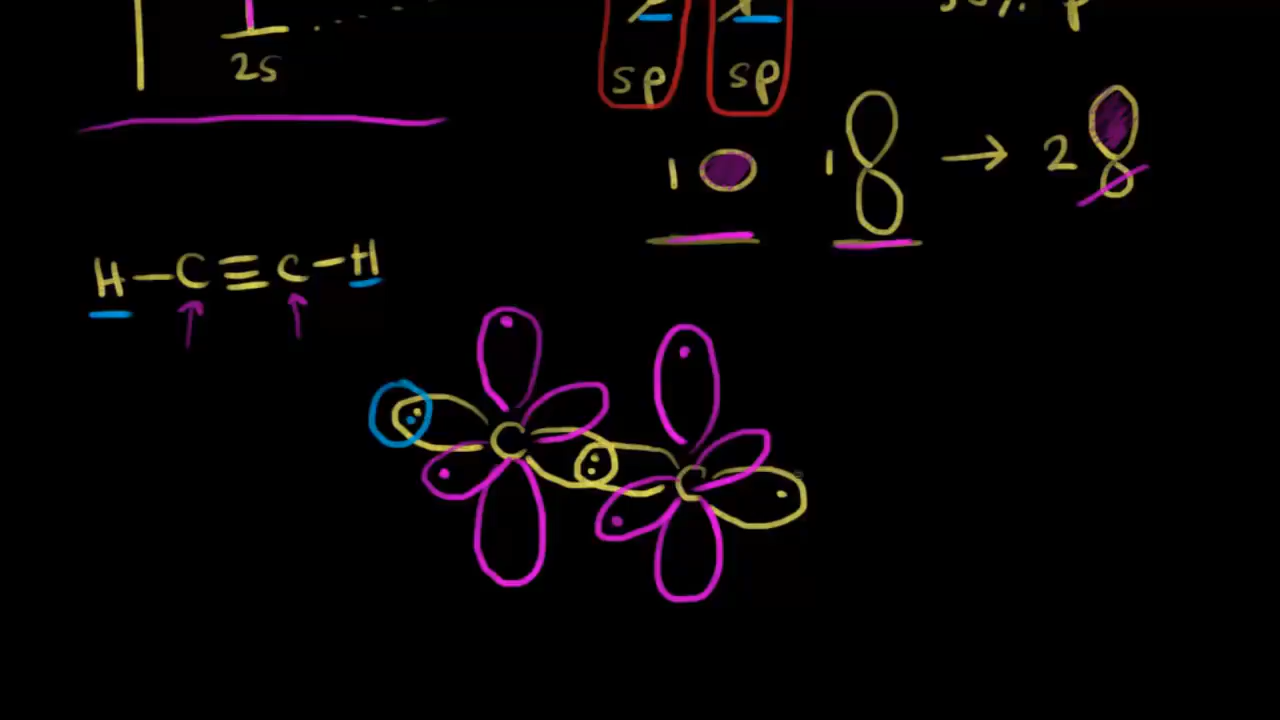 2s
sp sp
1 1 → 2
H-C≡C-H
C
C